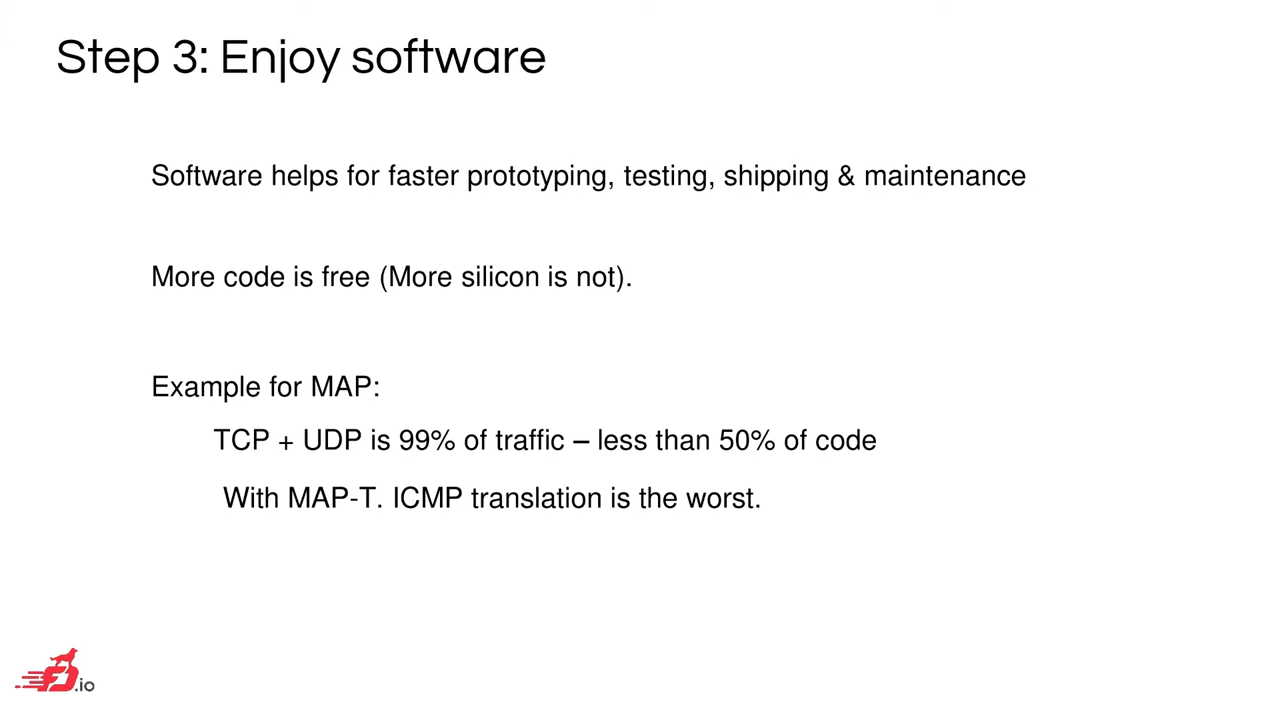 Step 3: Enjoy software
Software helps for faster prototyping, testing, shipping & maintenance
More code is free (More silicon is not).
Example for MAP:
TCP + UDP is 99% of traffic – less than 50% of code
With MAP-T. ICMP translation is the worst.
.io